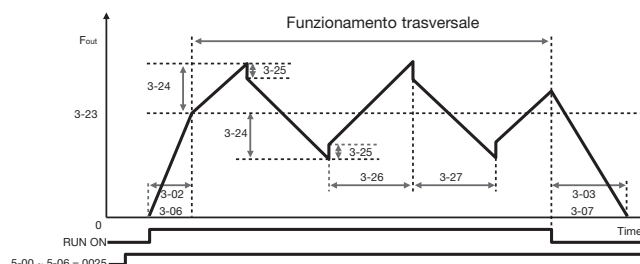 Funzionamento trasversale
Fout
3-25
3-24
3-23
3-24
3-25
3-26
3-27
3-02
3-06
3-03
3-07
0
Time
RUN ON
5-00 ~ 5-06 = 0025